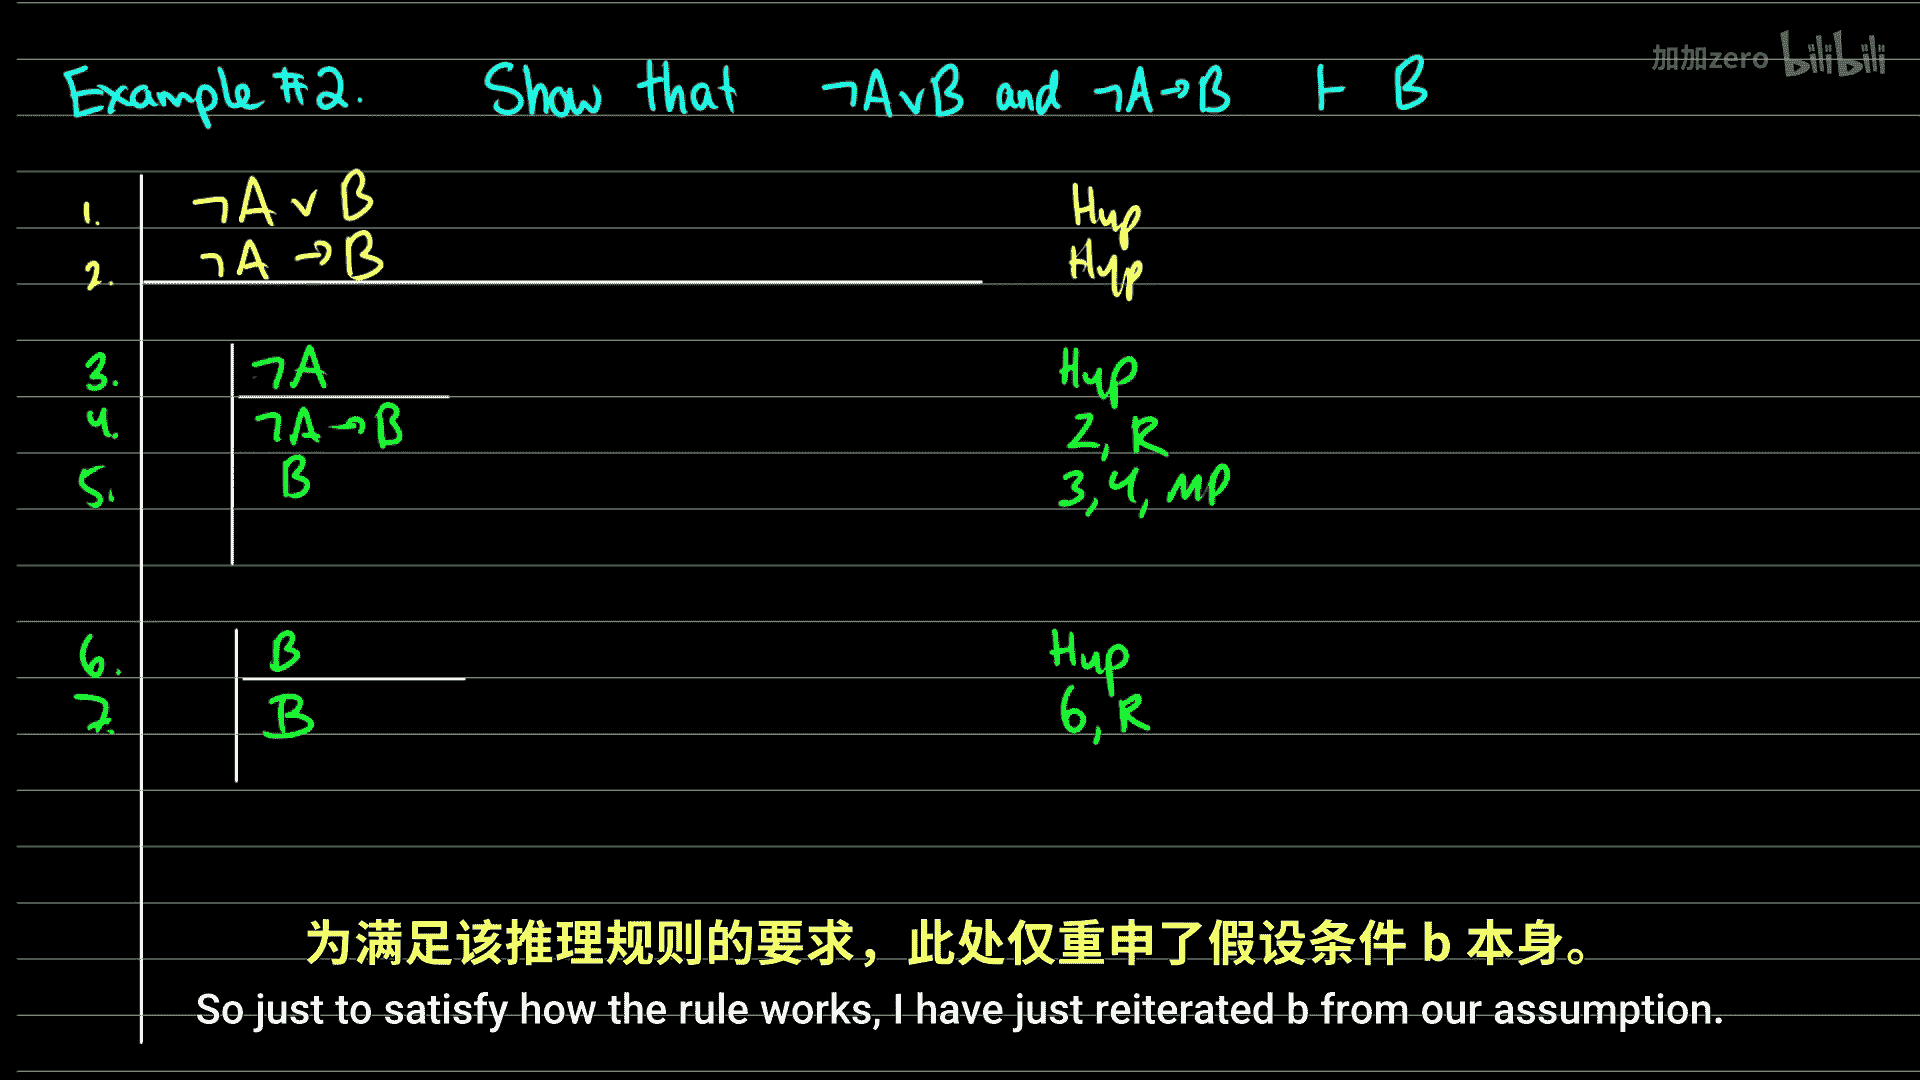 加加zero bilibili
Example #2. Show that ¬A∨B and ¬A→B ⊢ B
1. ¬A ∨ B Hyp
2. ¬A → B Hyp
3. ¬A Hyp
4. ¬A → B 2, R
5. B 3, 4, MP
6. B Hyp
7. B 6, R
为满足该推理规则的要求，此处仅重申了假设条件 b 本身。
So just to satisfy how the rule works, I have just reiterated b from our assumption.